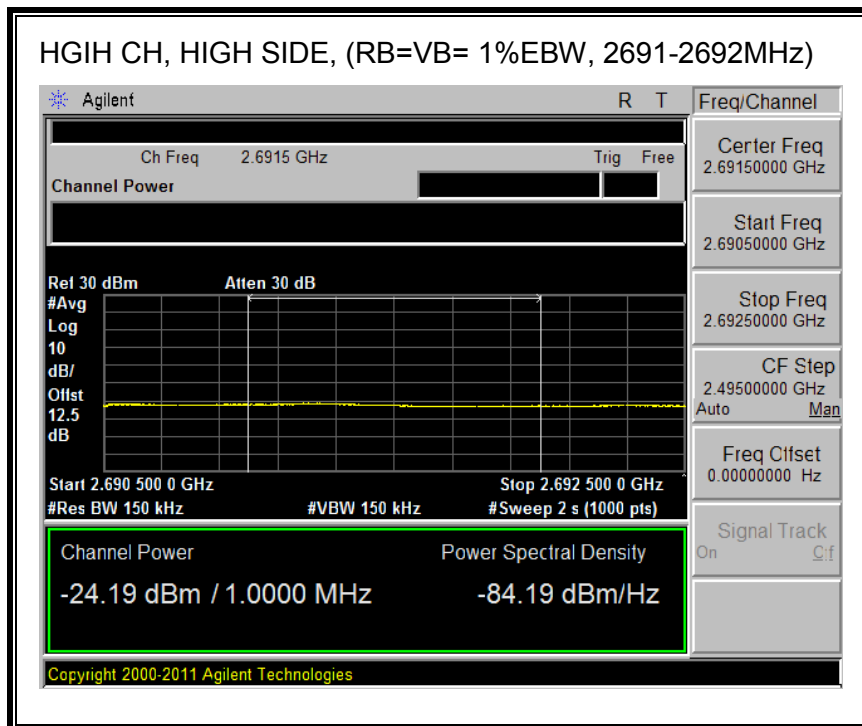 HGIH CH, HIGH SIDE, (RB=VB= 1%EBW, 2691-2692MHz)
Agilent R T
Freq/Channel
Ch Freq 2.6915 GHz Trig Free
Channel Power
Center Freq
2.69150000 GHz
Start Freq
2.69050000 GHz
Stop Freq
2.69250000 GHz
CF Step
2.49500000 GHz
Auto Man
Freq Offset
0.00000000 Hz
Signal Track
On Off
Ref 30 dBm Atten 30 dB
#Avg
Log
10
dB/
Offst
12.5
dB
Start 2.690 500 0 GHz Stop 2.692 500 0 GHz
#Res BW 150 kHz #VBW 150 kHz #Sweep 2 s (1000 pts)
Channel Power Power Spectral Density
-24.19 dBm / 1.0000 MHz -84.19 dBm/Hz
Copyright 2000-2011 Agilent Technologies